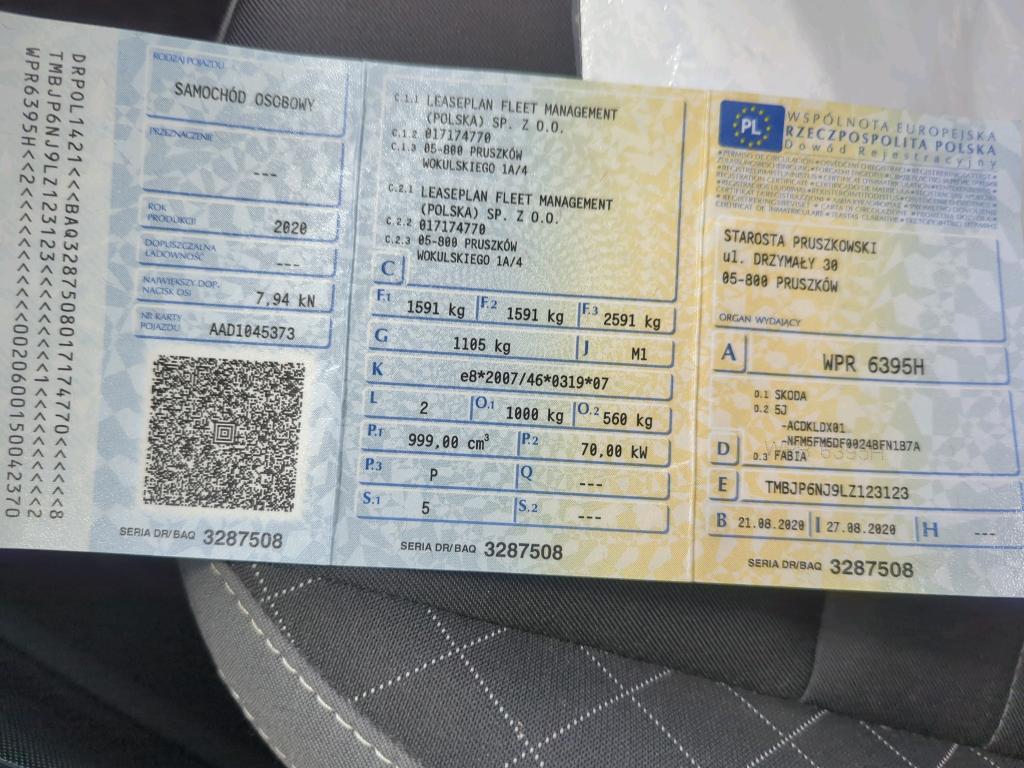 DRPOL1421<<<BAQ3287508017174770<<<<<<<8
TMBJP6NJ9LZ123123<<<<<<<<1<<<<<<<<<<<<2
WPR6395H<<2<<<<<<<<<<<<<00206000150042370
RODZAJ POJAZDU
SAMOCHÓD OSOBOWY
PRZEZNACZENIE
---
ROK
PRODUKCJI
2020
DOPUSZCZALNA
ŁADOWNOŚĆ
---
NAJWIĘKSZY DOP.
NACISK OSI
7,94 kN
NR KARTY
POJAZDU
AAD1045373
SERIA DR/BAQ 3287508
C.1.1 LEASEPLAN FLEET MANAGEMENT
(POLSKA) SP. Z O.O.
C.1.2 017174770
C.1.3 05-800 PRUSZKÓW
WOKULSKIEGO 1A/4
C.2.1 LEASEPLAN FLEET MANAGEMENT
(POLSKA) SP. Z O.O.
C.2.2 017174770
C.2.3 05-800 PRUSZKÓW
WOKULSKIEGO 1A/4
C
F.1 1591 kg F.2 1591 kg F.3 2591 kg
G 1105 kg J M1
K e8*2007/46*0319*07
L 2 O.1 1000 kg O.2 560 kg
P.1 999,00 cm³ P.2 70,00 kW
P.3 P Q ---
S.1 5 S.2 ---
SERIA DR/BAQ 3287508
PL
WSPÓLNOTA EUROPEJSKA
RZECZPOSPOLITA POLSKA
Dowód Rejestracyjny
STAROSTA PRUSZKOWSKI
ul. DRZYMAŁY 30
05-800 PRUSZKÓW
ORGAN WYDAJĄCY
A WPR 6395H
D.1 SKODA
D.2 5J
-ACDKLDX01
-NFM5FM5DF0024BFN1B7A
D D.3 FABIA
E TMBJP6NJ9LZ123123
B 21.08.2020 I 27.08.2020 H ---
SERIA DR/BAQ 3287508